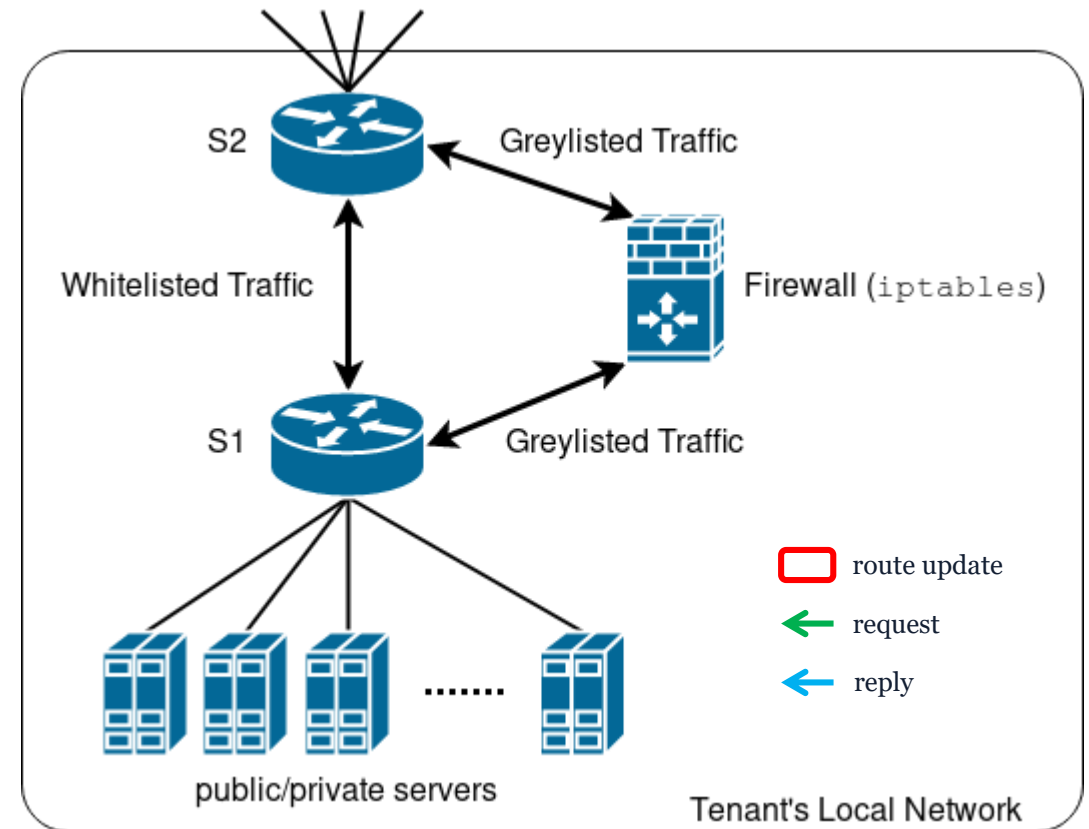 S2
Greylisted Traffic
Whitelisted Traffic
Firewall (iptables)
S1
Greylisted Traffic
route update
request
reply
public/private servers
Tenant's Local Network